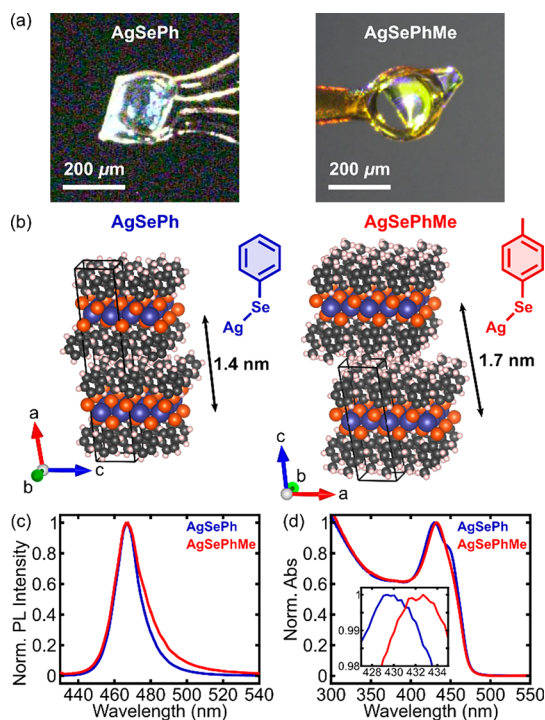 (a)
AgSePh
AgSePhMe
200 μm
200 μm
(b)
AgSePh
AgSePhMe
Se
Ag
1.4 nm
Se
Ag
1.7 nm
a
b
c
c
b
a
(c)
AgSePh
AgSePhMe
Norm. PL Intensity
1
0.8
0.6
0.4
0.2
0
440 460 480 500 520 540
Wavelength (nm)
(d)
AgSePh
AgSePhMe
Norm. Abs
1
0.8
0.6
0.4
0.2
0
1
0.99
0.98
428 430 432 434
300 350 400 450 500 550
Wavelength (nm)